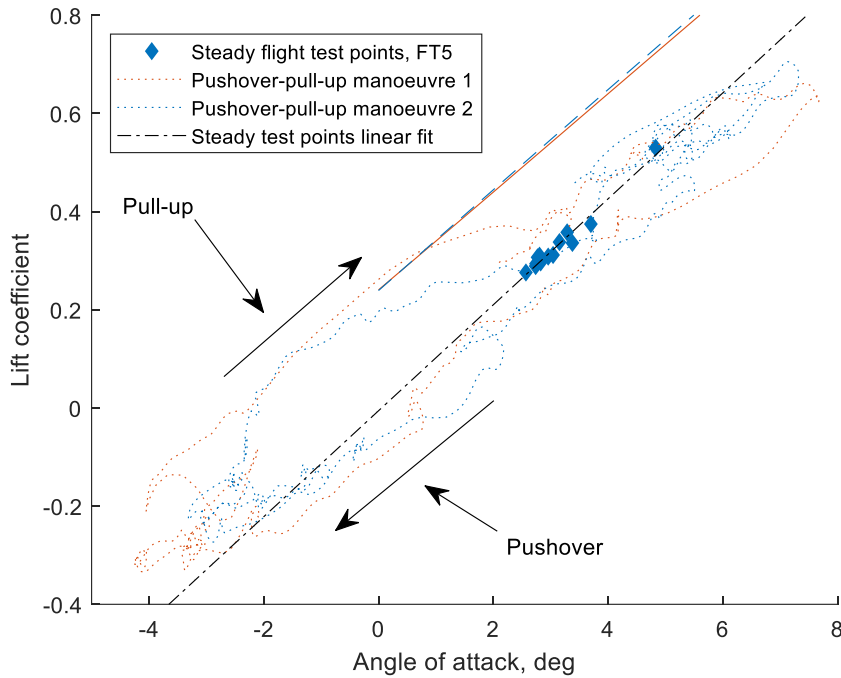 0.8
0.6
0.4
0.2
0
-0.2
-0.4
Lift coefficient
Steady flight test points, FT5
Pushover-pull-up manoeuvre 1
Pushover-pull-up manoeuvre 2
Steady test points linear fit
Pull-up
Pushover
-4
-2
0
2
4
6
8
Angle of attack, deg